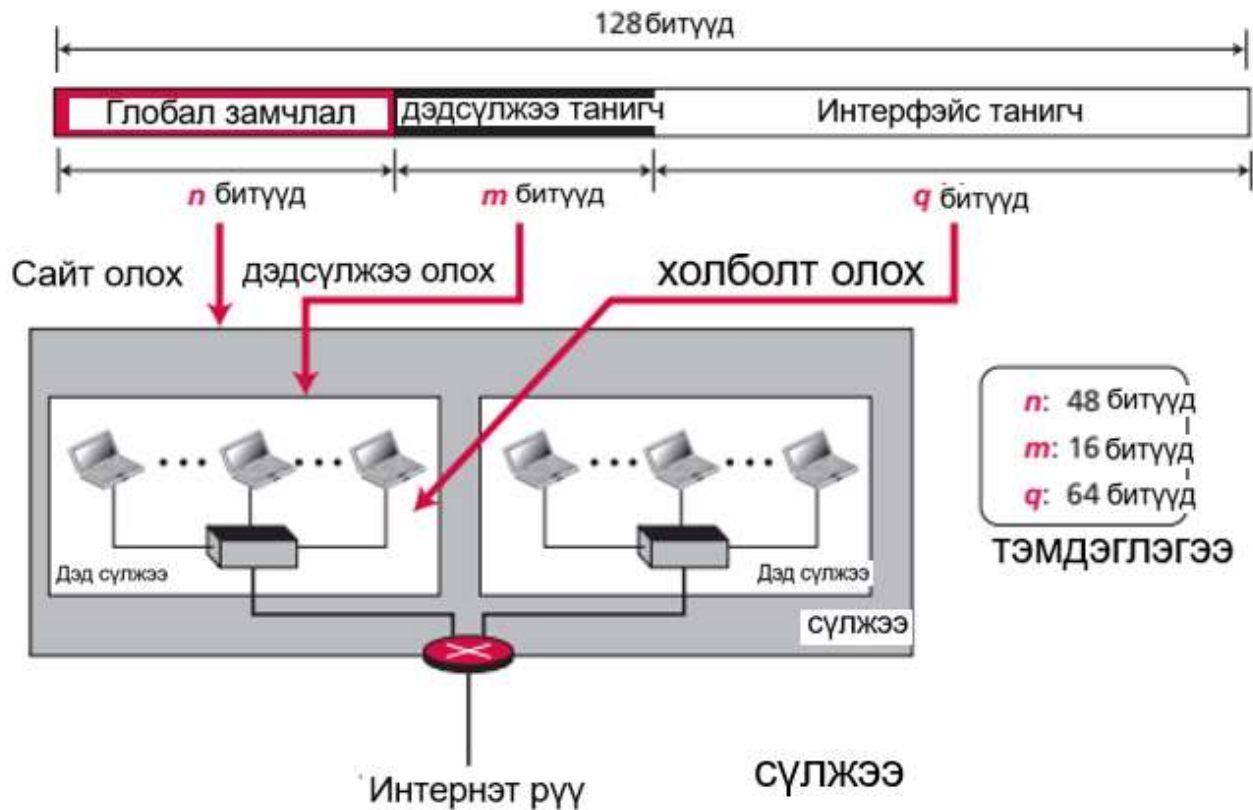 128 битүүд
Глобал замчлал дэдсүлжээ танигч Интерфэйс танигч
n битүүд m битүүд q битүүд
Сайт олох дэдсүлжээ олох холболт олох
n: 48 битүүд
m: 16 битүүд
q: 64 битүүд
тэмдэглэгээ
Дэд сүлжээ Дэд сүлжээ
сүлжээ
Интернэт рүү
сүлжээ